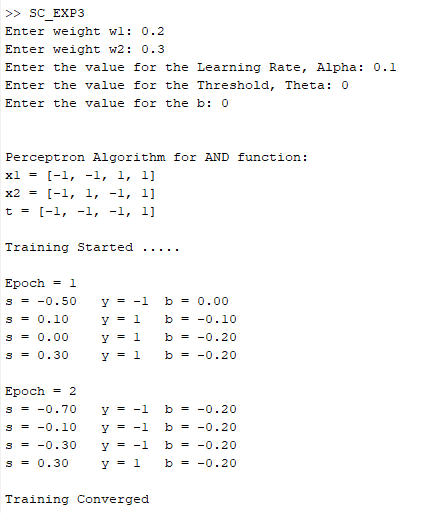 >> SC_EXP3
Enter weight w1: 0.2
Enter weight w2: 0.3
Enter the value for the Learning Rate, Alpha: 0.1
Enter the value for the Threshold, Theta: 0
Enter the value for the b: 0
Perceptron Algorithm for AND function:
x1 = [-1, -1, 1, 1]
x2 = [-1, 1, -1, 1]
t = [-1, -1, -1, 1]
Training Started .....
Epoch = 1
s = -0.50   y = -1  b = 0.00
s = 0.10    y = 1   b = -0.10
s = 0.00    y = 1   b = -0.20
s = 0.30    y = 1   b = -0.20
Epoch = 2
s = -0.70   y = -1  b = -0.20
s = -0.10   y = -1  b = -0.20
s = -0.30   y = -1  b = -0.20
s = 0.30    y = 1   b = -0.20
Training Converged